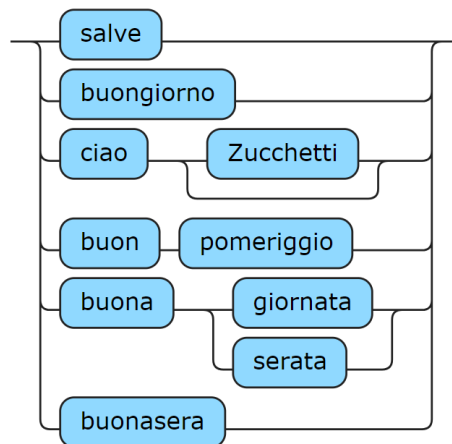 salve
buongiorno
ciao Zucchetti
buon pomeriggio
buona giornata
serata
buonasera